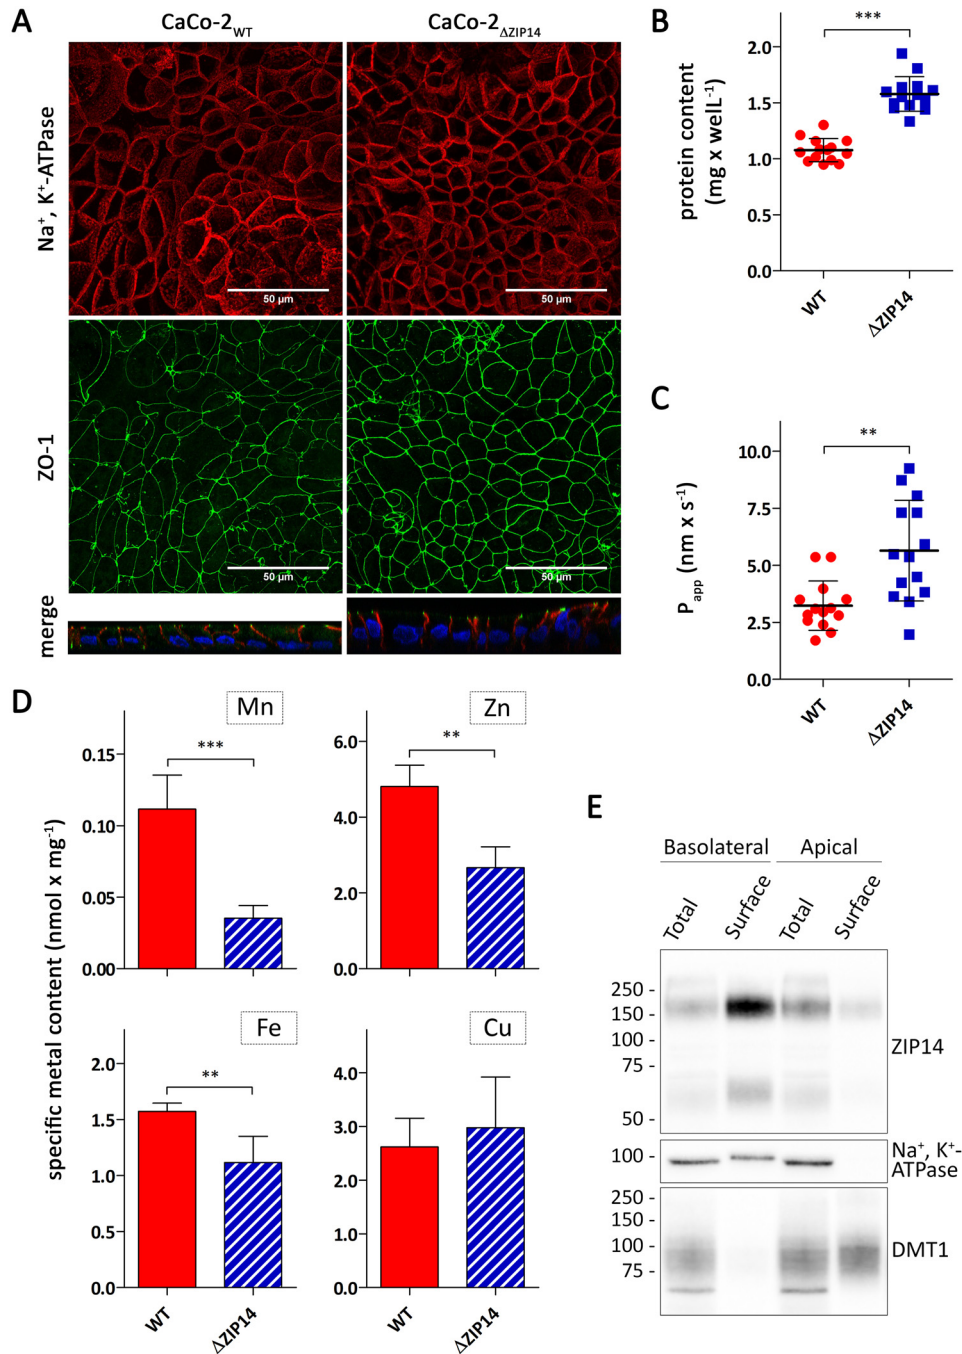 A
CaCo-2WT
CaCo-2ΔZIP14
Na⁺, K⁺-ATPase
50 µm
50 µm
ZO-1
50 µm
50 µm
merge
B
***
protein content
(mg x welL⁻¹)
2.0
1.5
1.0
0.5
0.0
WT
ΔZIP14
C
**
Papp (nm x s⁻¹)
10.0
7.5
5.0
2.5
0.0
WT
ΔZIP14
D
specific metal content (nmol x mg⁻¹)
Mn
***
0.15
0.10
0.05
0.00
Zn
**
6.0
4.0
2.0
0.0
Fe
**
2.0
1.5
1.0
0.5
0.0
WT
ΔZIP14
Cu
4.0
3.0
2.0
1.0
0.0
WT
ΔZIP14
E
Basolateral
Apical
Total
Surface
Total
Surface
250 -
150 -
100 -
75 -
50 -
ZIP14
100 -
Na⁺, K⁺-
ATPase
250 -
150 -
100 -
75 -
DMT1